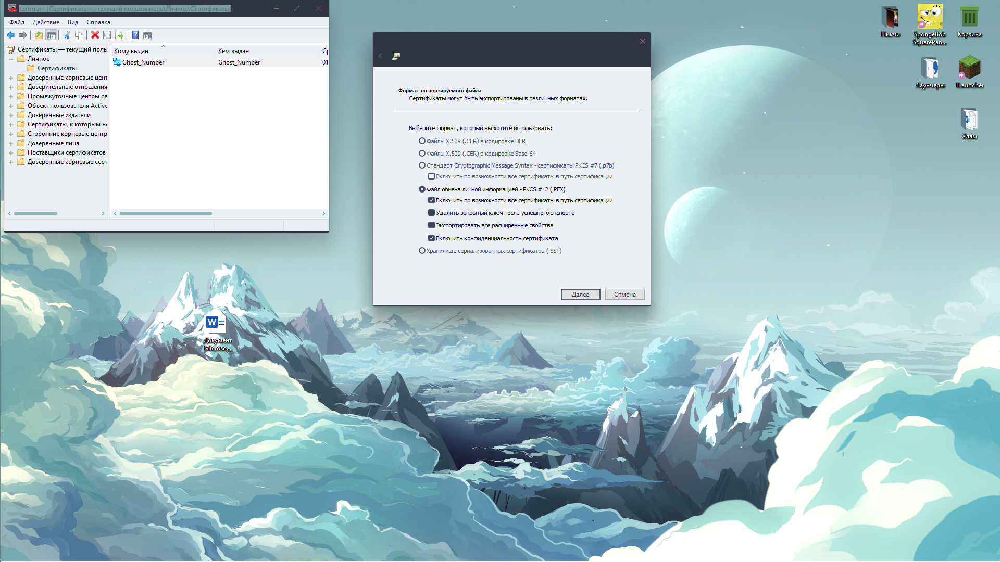 certmgr - [Сертификаты — текущий пользователь\Личное\Сертификаты]
Файл Действие Вид Справка
Сертификаты — текущий поль
Личное
Сертификаты
Доверенные корневые цент
Доверительные отношения
Промежуточные центры се
Объект пользователя Active
Доверенные издатели
Сертификаты, к которым не
Сторонние корневые центр
Доверенные лица
Поставщики сертификатов
Доверенные корневые серт
Кому выдан Кем выдан Ср
Ghost_Number Ghost_Number 01
Формат экспортируемого файла
Сертификаты могут быть экспортированы в различных форматах.
Выберите формат, который вы хотите использовать:
Файлы X.509 (.CER) в кодировке DER
Файлы X.509 (.CER) в кодировке Base-64
Стандарт Cryptographic Message Syntax - сертификаты PKCS #7 (.p7b)
Включить по возможности все сертификаты в путь сертификации
Файл обмена личной информацией - PKCS #12 (.PFX)
Включить по возможности все сертификаты в путь сертификации
Удалить закрытый ключ после успешного экспорта
Экспортировать все расширенные свойства
Включить конфиденциальность сертификата
Хранилище сериализованных сертификатов (.SST)
Далее Отмена
Пикчи
SpongeBob
SquarePan...
Корзина
Лаунчеры
TLauncher
Хлам
W
Документ
Microso...